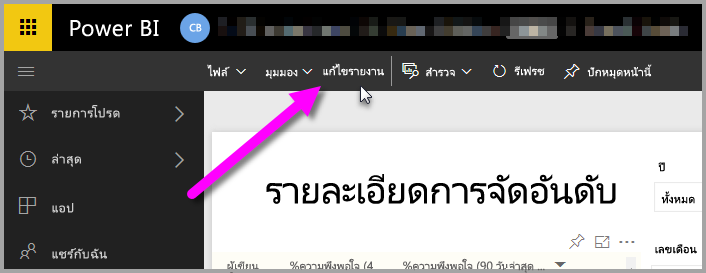 Power BI CB
ไฟล์ มุมมอง แก้ไขรายงาน สำรวจ รีเฟรช ปักหมุดหน้านี้
รายการโปรด
ล่าสุด
แอป
แชร์กับฉัน
รายละเอียดการจัดอันดับ
ปี
ทั้งหมด
เลขเดือน
ผู้เขียน %ความพึงพอใจ (4 %ความพึงพอใจ (90 วันล่าสุด ...